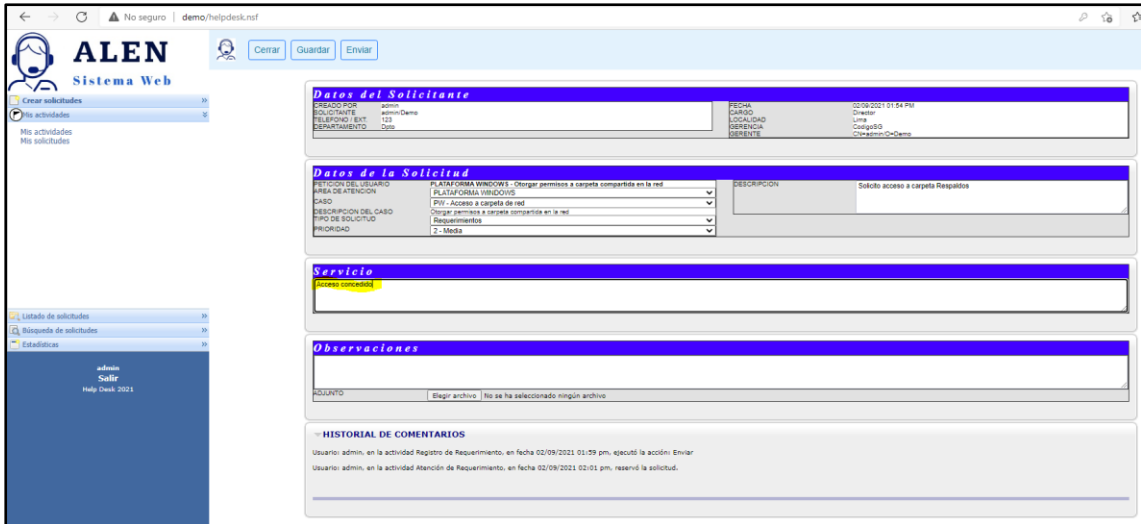 No seguro | demo/helpdesk.nsf
ALEN
Sistema Web
Cerrar Guardar Enviar
Crear solicitudes
Mis actividades
Mis actividades
Mis solicitudes
Listado de solicitudes
Búsqueda de solicitudes
Estadísticas
admin
Salir
Help Desk 2021
Datos del Solicitante
CREADO POR admin FECHA 02/09/2021 01:54 PM
SOLICITANTE admin/Demo CARGO Director
TELEFONO / EXT. 123 LOCALIDAD Lima
DEPARTAMENTO Dpto GERENCIA CodigoSG
GERENTE CN=admin/O=Demo
Datos de la Solicitud
PETICION DEL USUARIO PLATAFORMA WINDOWS - Otorgar permisos a carpeta compartida en la red DESCRIPCION Solicito acceso a carpeta Respaldos
AREA DE ATENCION PLATAFORMA WINDOWS
CASO PW - Acceso a carpeta de red
DESCRIPCION DEL CASO Otorgar permisos a carpeta compartida en la red
TIPO DE SOLICITUD Requerimientos
PRIORIDAD 2 - Media
Servicio
Acceso concedido
Observaciones
ADJUNTO Elegir archivo No se ha seleccionado ningún archivo
HISTORIAL DE COMENTARIOS
Usuario: admin, en la actividad Registro de Requerimiento, en fecha 02/09/2021 01:59 pm, ejecutó la acción: Enviar
Usuario: admin, en la actividad Atención de Requerimiento, en fecha 02/09/2021 02:01 pm, reservó la solicitud.